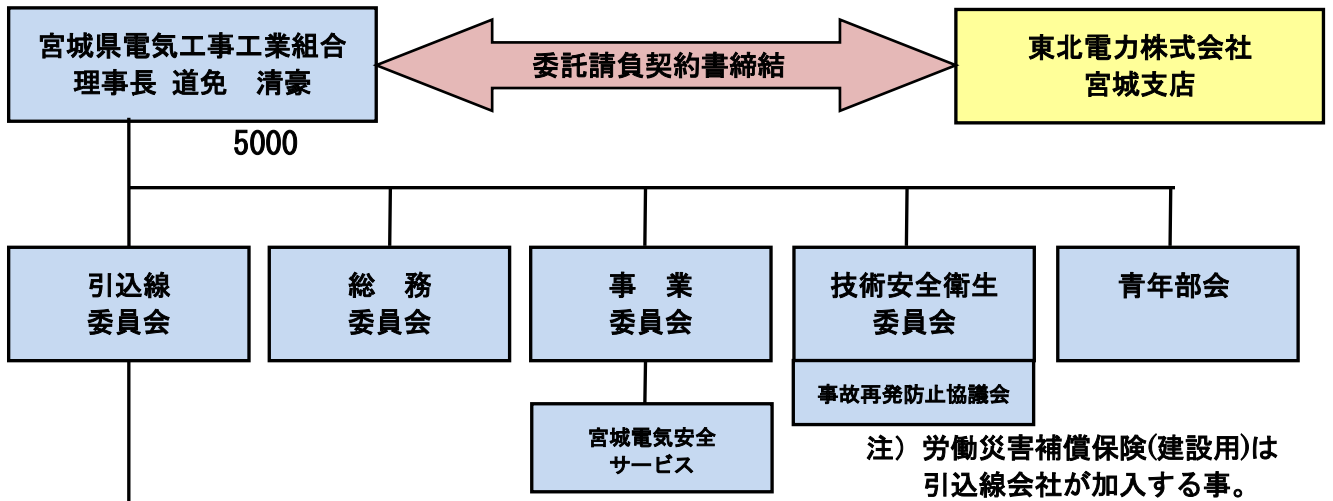 宮城県電気工事工業組合
理事長 道免　清豪
委託請負契約書締結
東北電力株式会社
宮城支店
5000
引込線
委員会
総　務
委員会
事　業
委員会
技術安全衛生
委員会
青年部会
事故再発防止協議会
宮城電気安全
サービス
注）労働災害補償保険(建設用)は
引込線会社が加入する事。